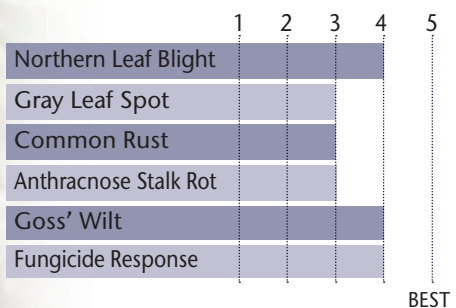 1 2 3 4 5
Northern Leaf Blight
Gray Leaf Spot
Common Rust
Anthracnose Stalk Rot
Goss' Wilt
Fungicide Response
BEST